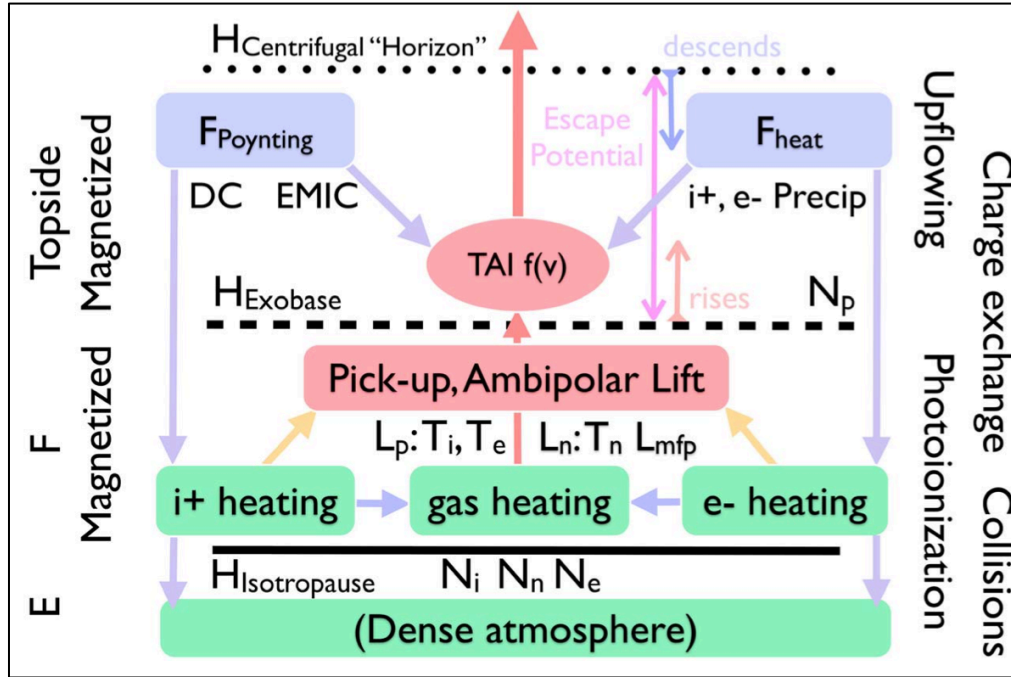 HCentrifugal “Horizon”
descends
FPoynting
Escape
Potential
Fheat
DC EMIC
i+, e- Precip
TAI f(v)
HExobase
rises
Np
Pick-up, Ambipolar Lift
Lp: Ti, Te Ln: Tn Lmfp
i+ heating
gas heating
e- heating
HIsotropause Ni Nn Ne
(Dense atmosphere)
Topside
Magnetized
F
Magnetized
E
Upflowing
Photoionization
Charge exchange
Collisions